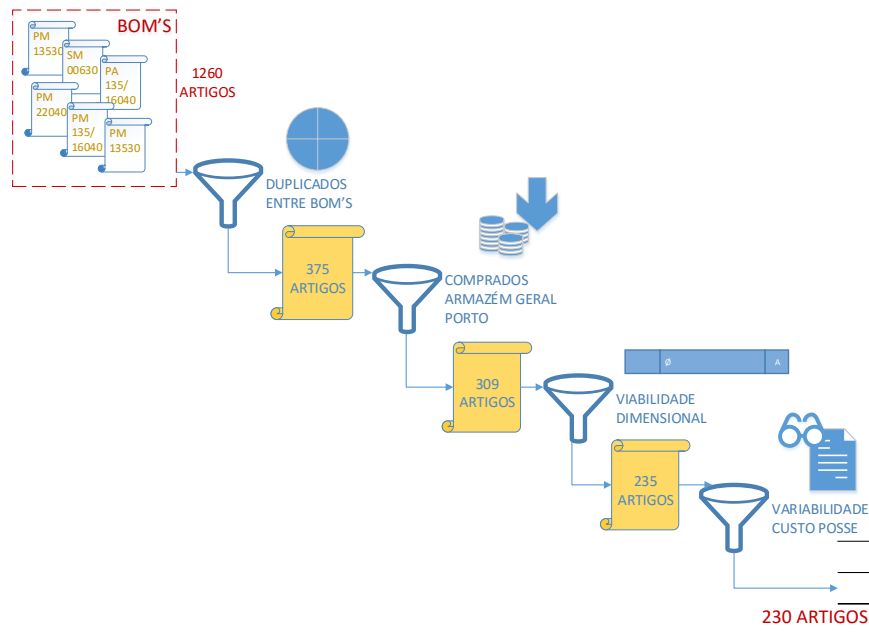 BOM'S
PM
13530
SM
00630
PA
135/
16040
PM
22040
PM
135/
16040
PM
13530
1260
ARTIGOS
DUPLICADOS
ENTRE BOM'S
375
ARTIGOS
COMPRADOS
ARMAZÉM GERAL
PORTO
309
ARTIGOS
Ø
A
VIABILIDADE
DIMENSIONAL
235
ARTIGOS
VARIABILIDADE
CUSTO POSSE
230 ARTIGOS